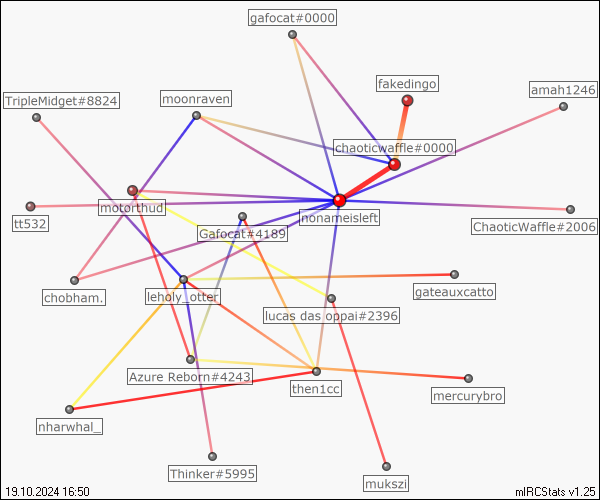 gafocat#0000
fakedingo
amah1246
TripleMidget#8824
moonraven
chaoticwaffle#0000
motorthud
nonameisleft
tt532
Gafocat#4189
ChaoticWaffle#2006
chobham.
leholy_otter
gateauxcatto
lucas das oppai#2396
Azure Reborn#4243
then1cc
mercurybro
nharwhal_
Thinker#5995
mukszi
19.10.2024 16:50
mIRCStats v1.25